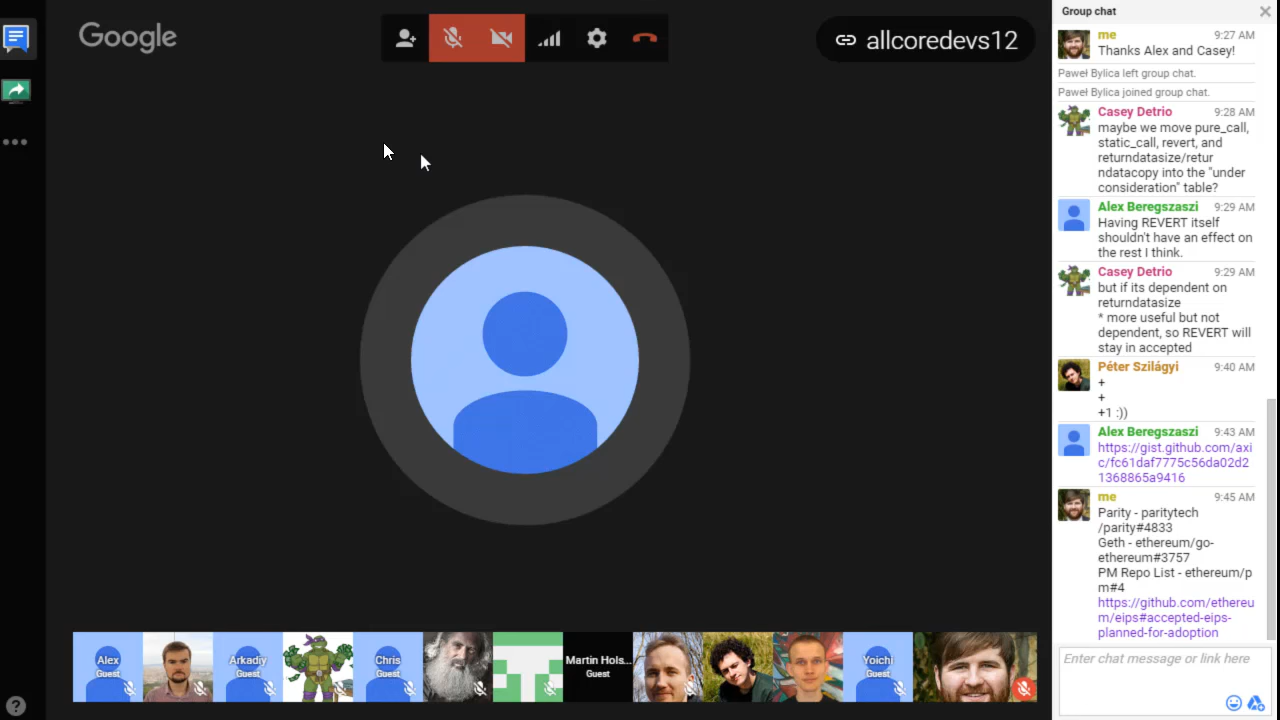 Google
allcoredevs12
Group chat
me 9:27 AM
Thanks Alex and Casey!
Paweł Bylica left group chat.
Paweł Bylica joined group chat.
Casey Detrio 9:28 AM
maybe we move pure_call,
static_call, revert, and
returndatasize/retur
ndatacopy into the "under
consideration" table?
Alex Beregszaszi 9:29 AM
Having REVERT itself
shouldn't have an effect on
the rest I think.
Casey Detrio 9:29 AM
but if its dependent on
returndatasize
* more useful but not
dependent, so REVERT will
stay in accepted
Péter Szilágyi 9:40 AM
+
+
+1 :))
Alex Beregszaszi 9:43 AM
https://gist.github.com/axi
c/fc61daf7775c56da02d2
1368865a9416
me 9:45 AM
Parity - paritytech
/parity#4833
Geth - ethereum/go-
ethereum#3757
PM Repo List - ethereum/p
m#4
https://github.com/ethereu
m/eips#accepted-eips-
planned-for-adoption
Enter chat message or link here
Alex
Guest
Arkadiy
Guest
Chris
Guest
Martin Hols...
Guest
Yoichi
Guest